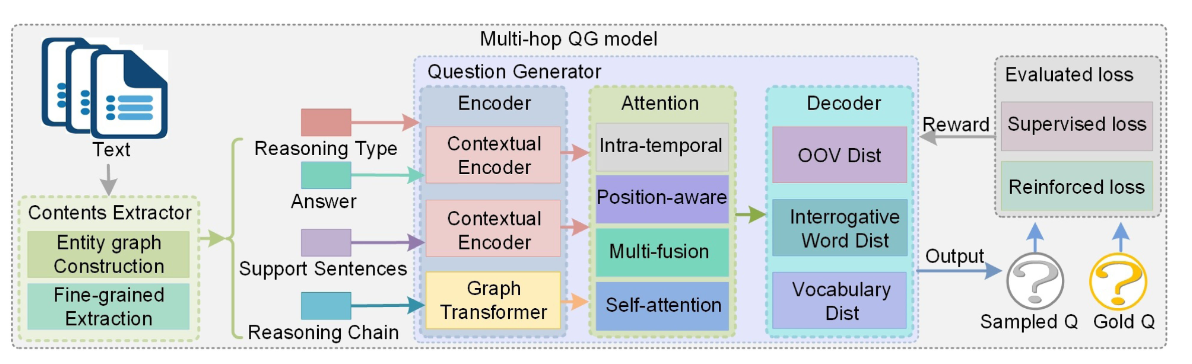 Multi-hop QG model
Text
Contents Extractor
Entity graph
Construction
Fine-grained
Extraction
Reasoning Type
Answer
Support Sentences
Reasoning Chain
Question Generator
Encoder
Contextual
Encoder
Contextual
Encoder
Graph
Transformer
Attention
Intra-temporal
Position-aware
Multi-fusion
Self-attention
Decoder
OOV Dist
Interrogative
Word Dist
Vocabulary
Dist
Reward
Output
Evaluated loss
Supervised loss
Reinforced loss
?
?
Sampled Q
Gold Q